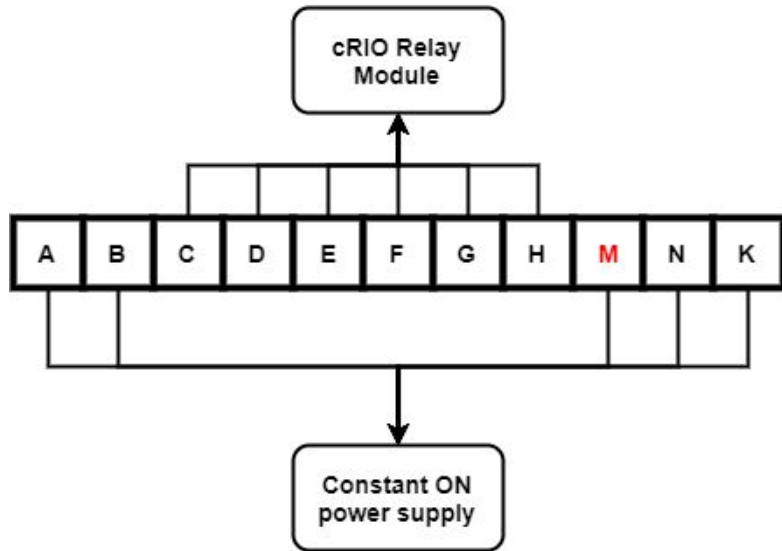 cRIO Relay
Module
A B C D E F G H M N K
Constant ON
power supply